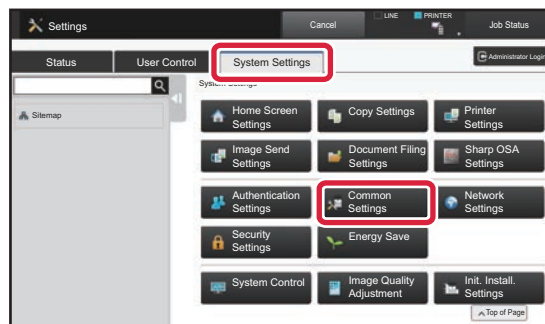 Settings
Cancel
LINE
PRINTER
Job Status
Status
User Control
System Settings
Administrator Login
System Settings
Sitemap
Home Screen
Settings
Copy Settings
Printer
Settings
Image Send
Settings
Document Filing
Settings
Sharp OSA
Settings
Authentication
Settings
Common
Settings
Network
Settings
Security
Settings
Energy Save
System Control
Image Quality
Adjustment
Init. Install.
Settings
Top of Page